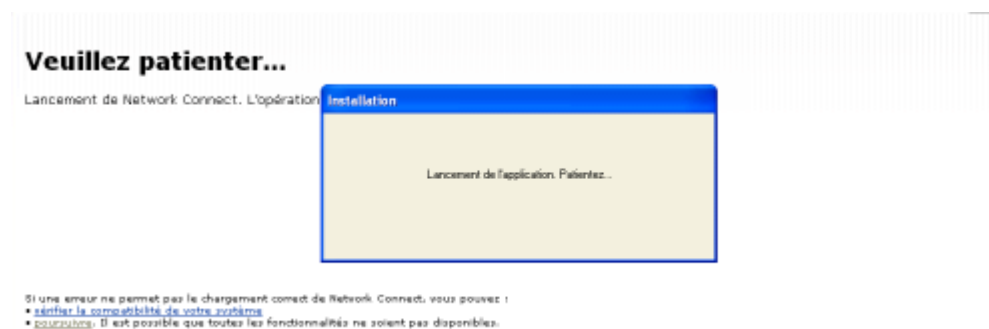 Veuillez patienter...
Lancement de Network Connect. L'opération
Installation
Lancement de l'application. Patientez...
Si une erreur ne permet pas le chargement correct de Network Connect, vous pouvez :
▪ vérifier la compatibilité de votre système
▪ poursuivre. Il est possible que toutes les fonctionnalités ne soient pas disponibles.